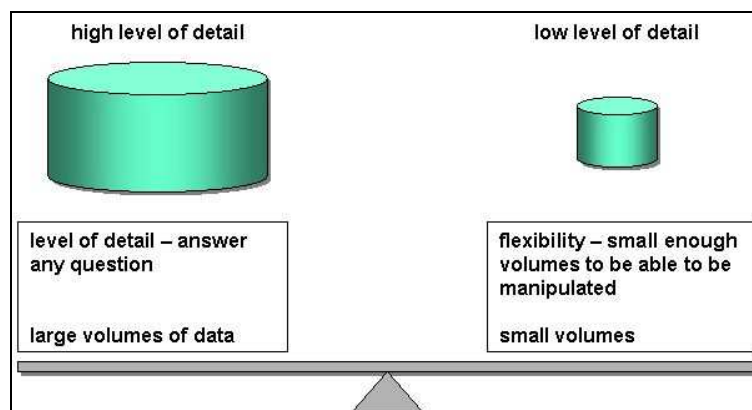 high level of detail
low level of detail
level of detail – answer
any question
large volumes of data
flexibility – small enough
volumes to be able to be
manipulated
small volumes